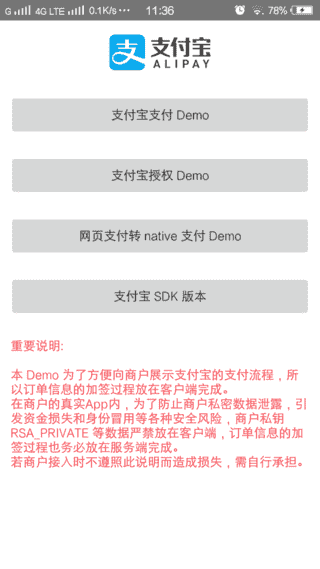 G 4G LTE 0.1K/s ··· 11:36 78%
支 支付宝
ALIPAY
支付宝支付 Demo
支付宝授权 Demo
网页支付转 native 支付 Demo
支付宝 SDK 版本
重要说明:
本 Demo 为了方便向商户展示支付宝的支付流程，所
以订单信息的加签过程放在客户端完成。
在商户的真实App内，为了防止商户私密数据泄露，引
发资金损失和身份冒用等各种安全风险，商户私钥
RSA_PRIVATE 等数据严禁放在客户端，订单信息的加
签过程也务必放在服务端完成。
若商户接入时不遵照此说明而造成损失，需自行承担。